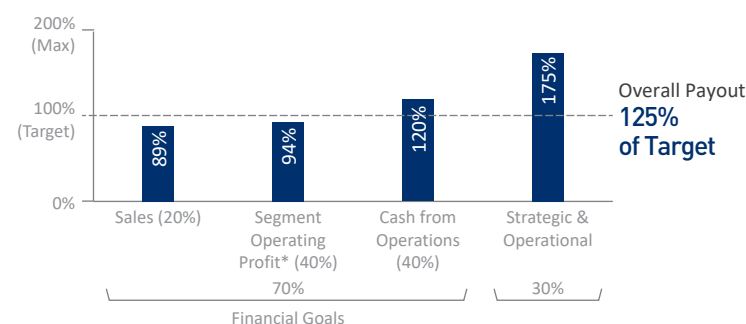 200%
(Max)
100%
(Target)
0%
89%
94%
120%
175%
Overall Payout
125%
of Target
Sales (20%)
Segment
Operating
Profit* (40%)
Cash from
Operations
(40%)
Strategic &
Operational
70%
30%
Financial Goals